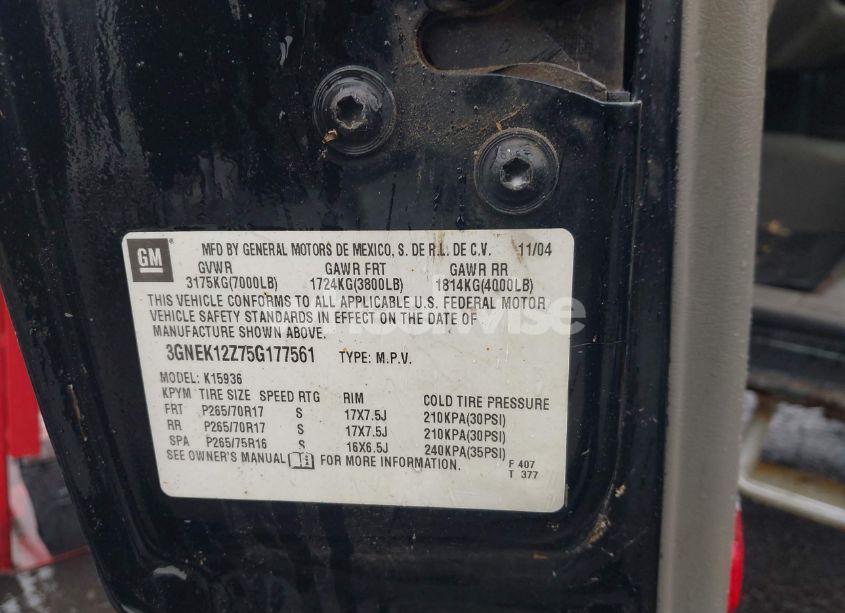 GM
MFD BY GENERAL MOTORS DE MEXICO, S. DE R.L. DE C.V. 11/04
GVWR GAWR FRT GAWR RR
3175KG(7000LB) 1724KG(3800LB) 1814KG(4000LB)
THIS VEHICLE CONFORMS TO ALL APPLICABLE U.S. FEDERAL MOTOR
VEHICLE SAFETY STANDARDS IN EFFECT ON THE DATE OF
MANUFACTURE SHOWN ABOVE.
3GNEK12Z75G177561 TYPE: M.P.V.
MODEL: K15936
KPYM TIRE SIZE SPEED RTG RIM COLD TIRE PRESSURE
FRT P265/70R17 S 17X7.5J 210KPA(30PSI)
RR P265/70R17 S 17X7.5J 210KPA(30PSI)
SPA P265/75R16 S 16X6.5J 240KPA(35PSI)
SEE OWNER'S MANUAL FOR MORE INFORMATION.
F 407
T 377